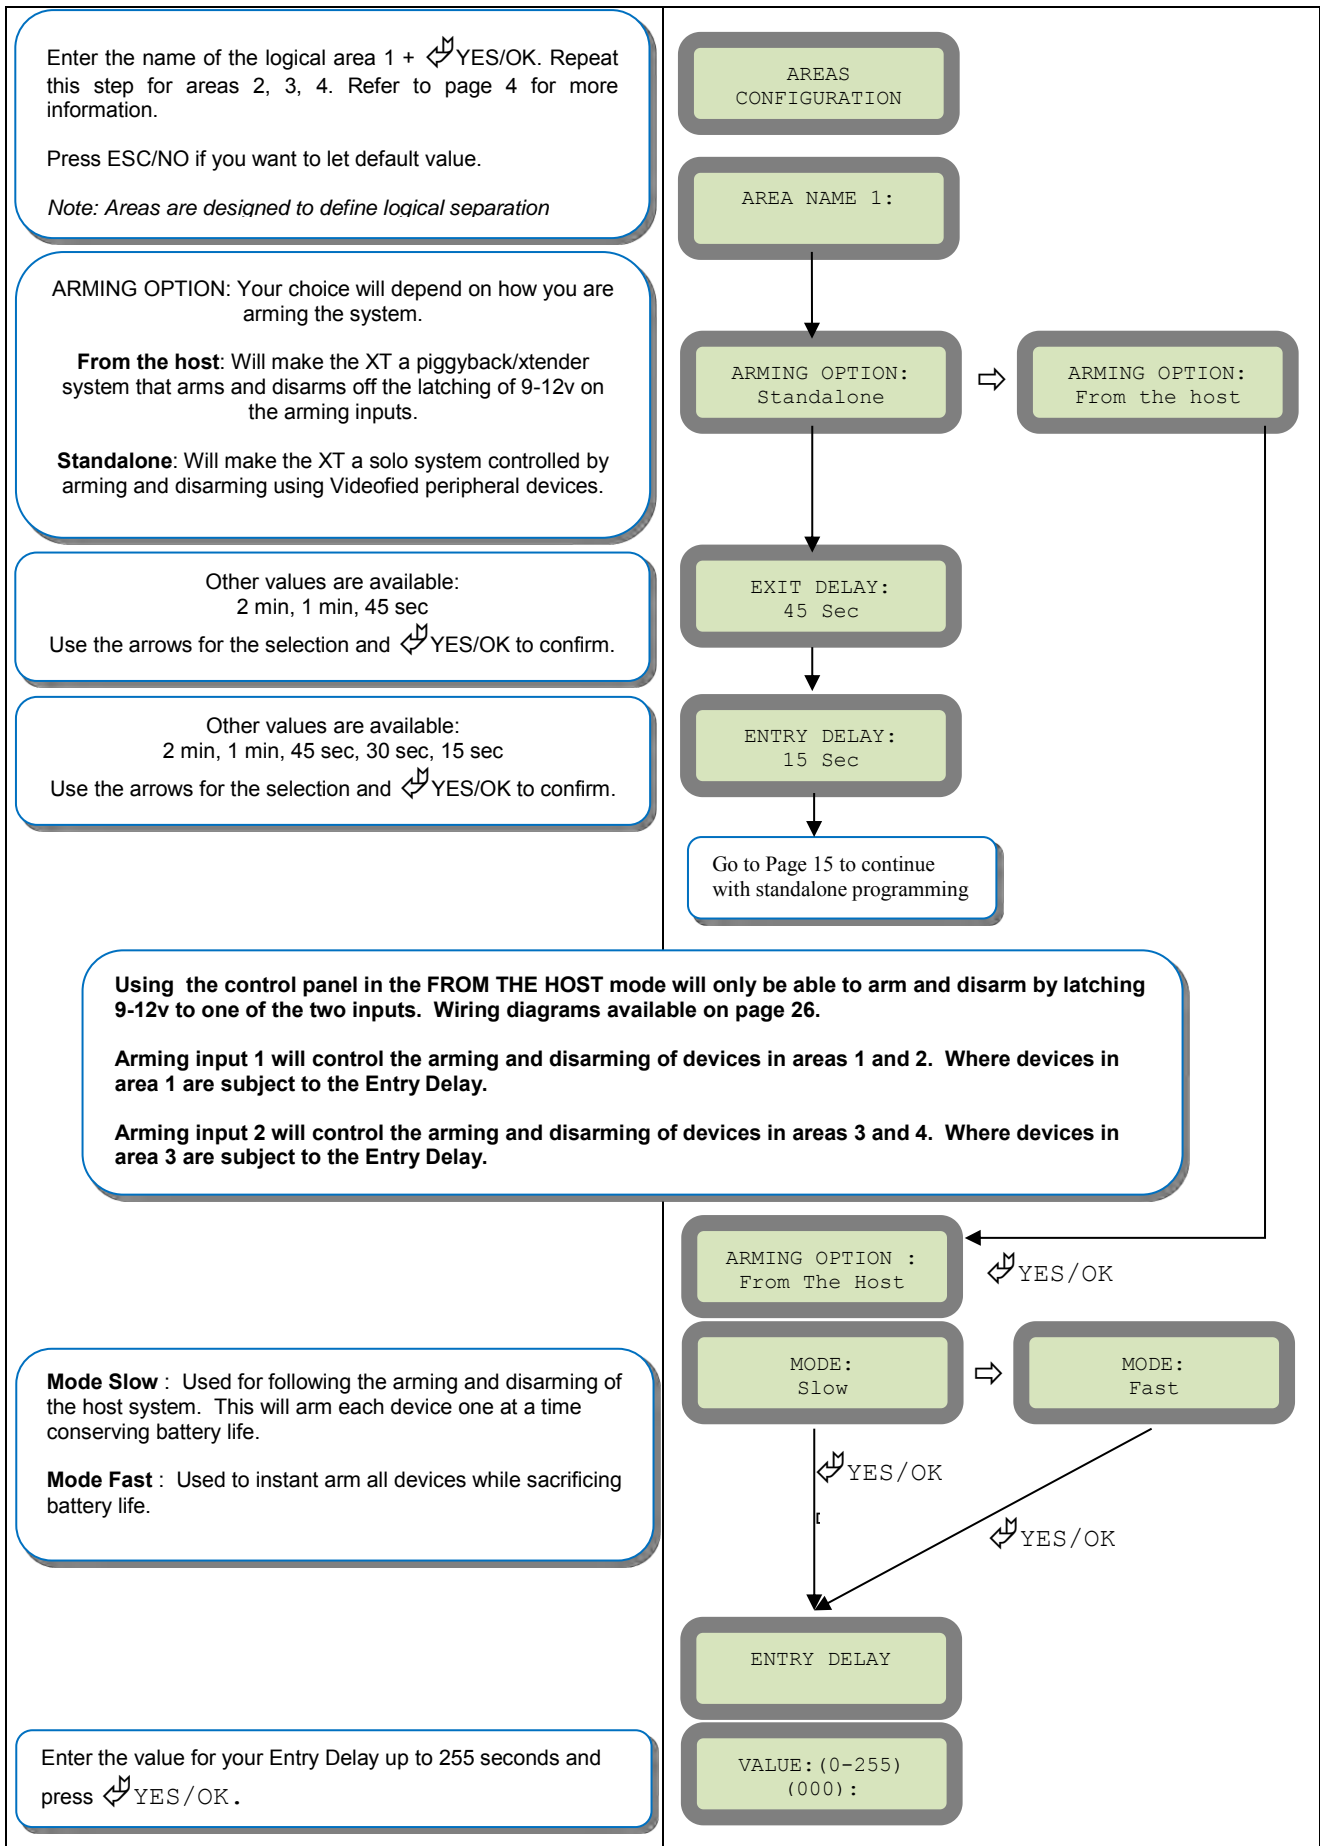 Enter the name of the logical area 1 + YES/OK. Repeat
this step for areas 2, 3, 4. Refer to page 4 for more
information.
Press ESC/NO if you want to let default value.
Note: Areas are designed to define logical separation
AREAS
CONFIGURATION
AREA NAME 1:
ARMING OPTION: Your choice will depend on how you are
arming the system.
From the host: Will make the XT a piggyback/xtender
system that arms and disarms off the latching of 9-12v on
the arming inputs.
Standalone: Will make the XT a solo system controlled by
arming and disarming using Videofied peripheral devices.
ARMING OPTION:
Standalone
ARMING OPTION:
From the host
Other values are available:
2 min, 1 min, 45 sec
Use the arrows for the selection and YES/OK to confirm.
EXIT DELAY:
45 Sec
Other values are available:
2 min, 1 min, 45 sec, 30 sec, 15 sec
Use the arrows for the selection and YES/OK to confirm.
ENTRY DELAY:
15 Sec
Go to Page 15 to continue
with standalone programming
Using the control panel in the FROM THE HOST mode will only be able to arm and disarm by latching
9-12v to one of the two inputs. Wiring diagrams available on page 26.
Arming input 1 will control the arming and disarming of devices in areas 1 and 2. Where devices in
area 1 are subject to the Entry Delay.
Arming input 2 will control the arming and disarming of devices in areas 3 and 4. Where devices in
area 3 are subject to the Entry Delay.
ARMING OPTION :
From The Host
YES/OK
Mode Slow : Used for following the arming and disarming of
the host system. This will arm each device one at a time
conserving battery life.
Mode Fast : Used to instant arm all devices while sacrificing
battery life.
MODE:
Slow
MODE:
Fast
YES/OK
YES/OK
ENTRY DELAY
Enter the value for your Entry Delay up to 255 seconds and
press YES/OK.
VALUE:(0-255)
(000):